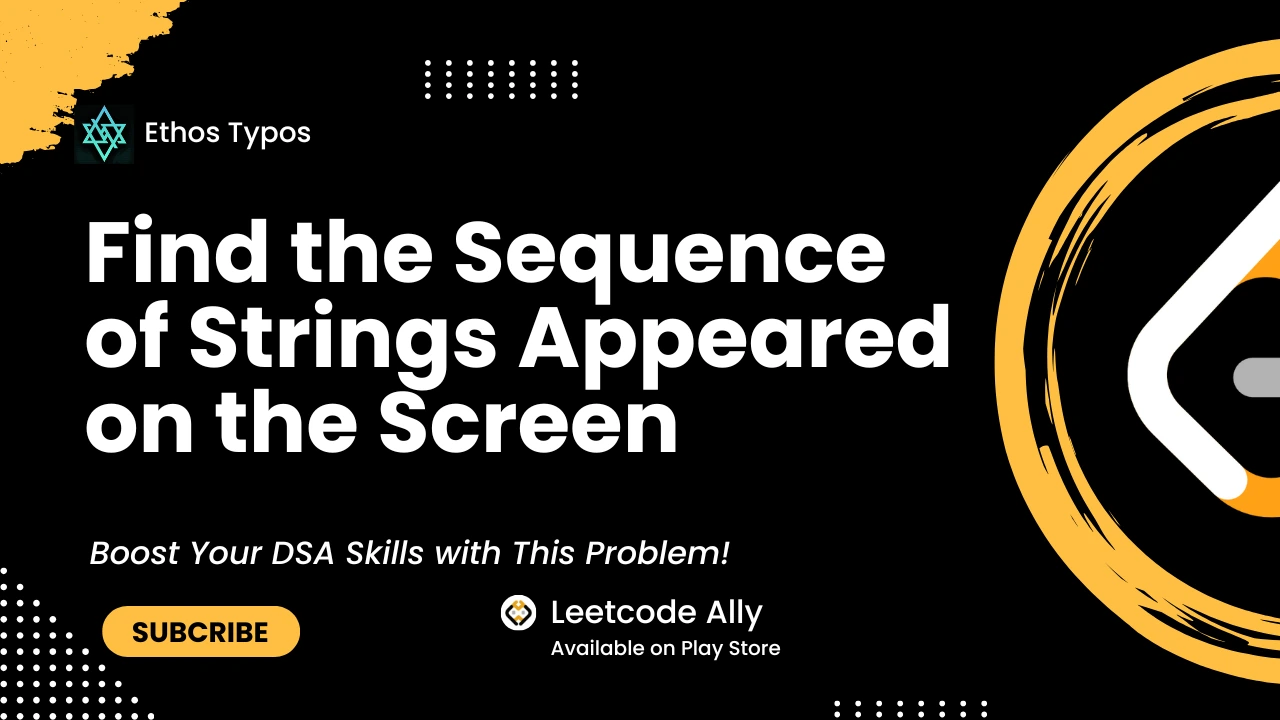 Ethos Typos
Find the Sequence
of Strings Appeared
on the Screen
Boost Your DSA Skills with This Problem!
SUBCRIBE
Leetcode Ally
Available on Play Store